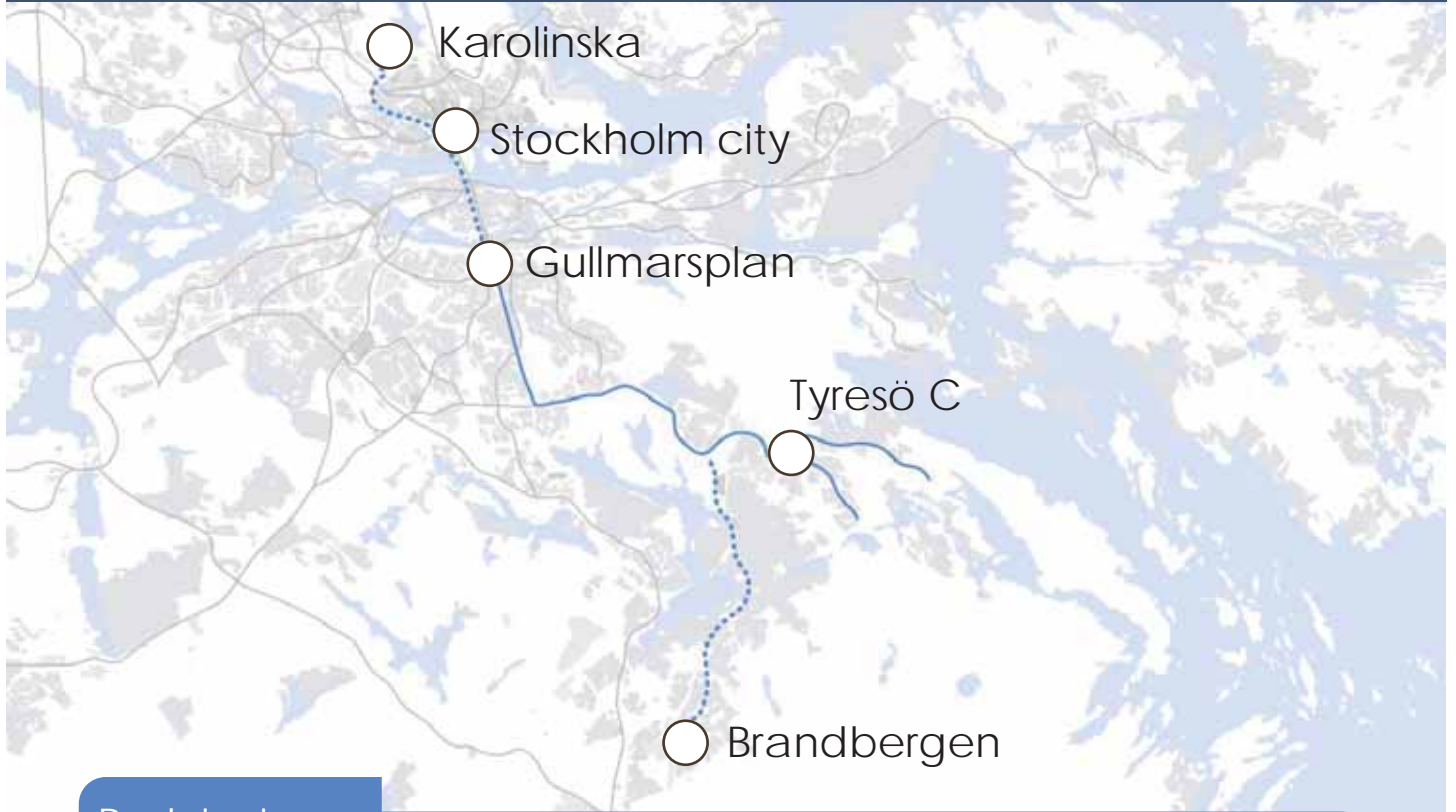 Karolinska
Stockholm city
Gullmarsplan
Tyresö C
Brandbergen